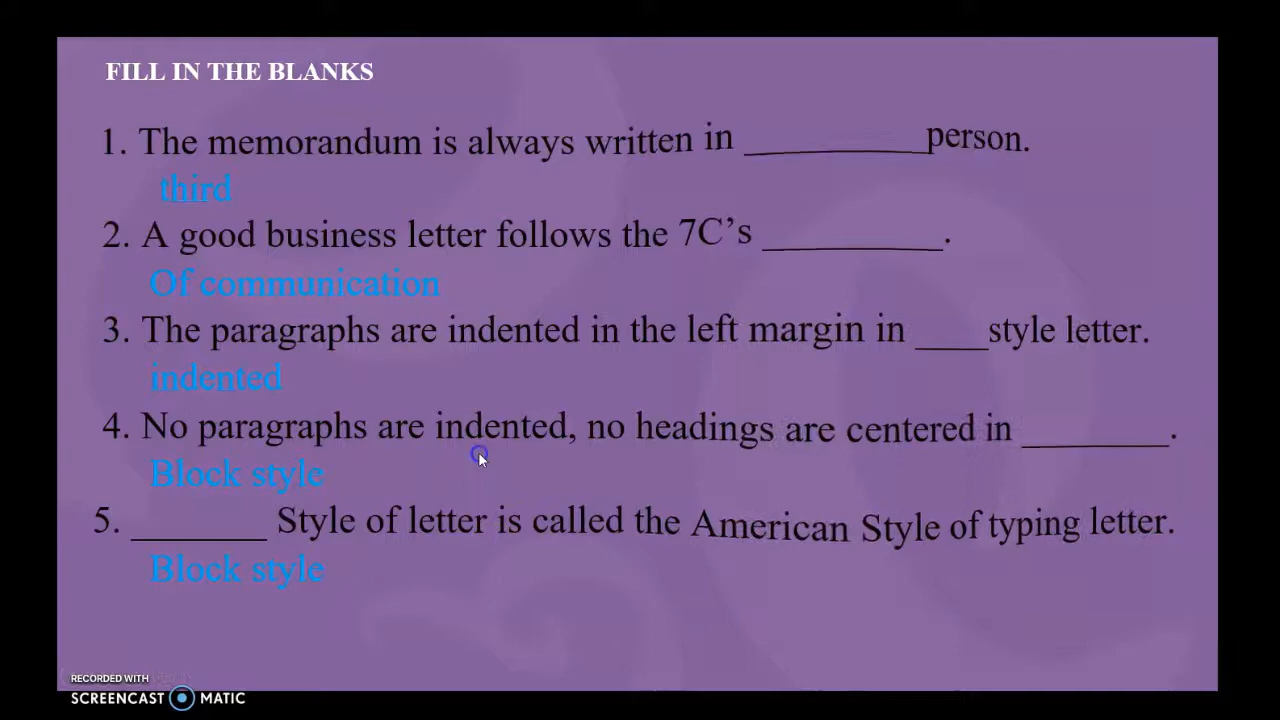 FILL IN THE BLANKS
1. The memorandum is always written in __________person.
third
2. A good business letter follows the 7C’s __________.
Of communication
3. The paragraphs are indented in the left margin in ____style letter.
indented
4. No paragraphs are indented, no headings are centered in ________.
Block style
5. _______ Style of letter is called the American Style of typing letter.
Block style
RECORDED WITH
SCREENCAST MATIC